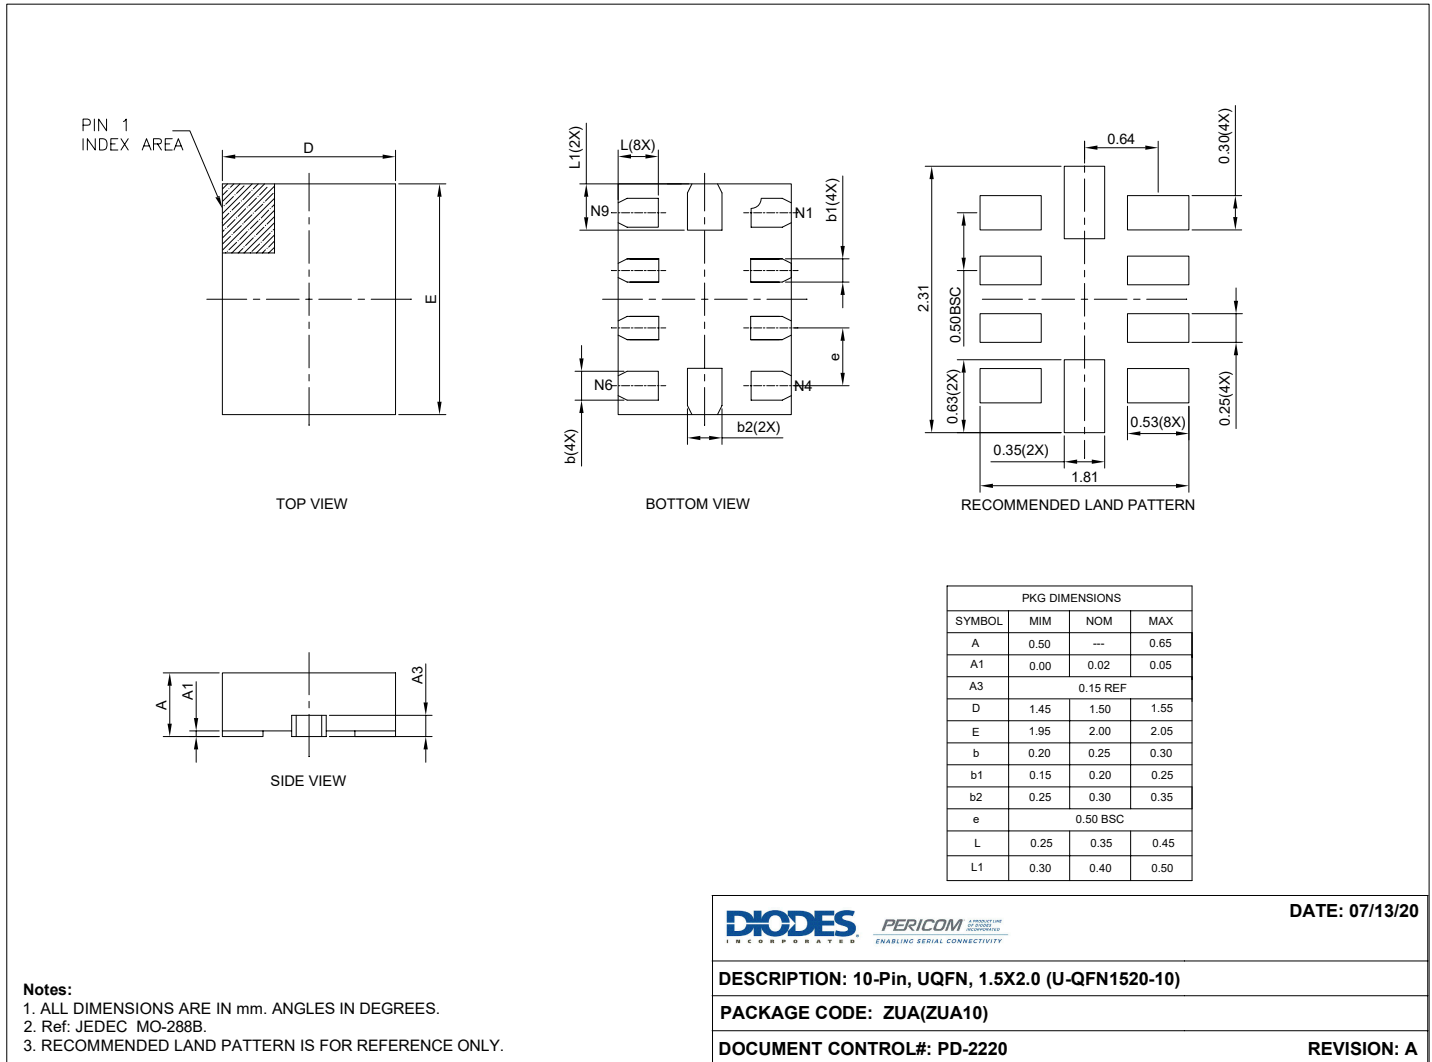 PIN 1
INDEX AREA
D
E
TOP VIEW
L1(2X)
L(8X)
b1(4X)
N9
N1
e
N6
N4
b(4X)
b2(2X)
BOTTOM VIEW
0.64
0.30(4X)
2.31
0.50BSC
0.63(2X)
0.25(4X)
0.53(8X)
0.35(2X)
1.81
RECOMMENDED LAND PATTERN
A
A1
A3
SIDE VIEW
PKG DIMENSIONS
SYMBOL MIM NOM MAX
A 0.50 --- 0.65
A1 0.00 0.02 0.05
A3 0.15 REF
D 1.45 1.50 1.55
E 1.95 2.00 2.05
b 0.20 0.25 0.30
b1 0.15 0.20 0.25
b2 0.25 0.30 0.35
e 0.50 BSC
L 0.25 0.35 0.45
L1 0.30 0.40 0.50
DIODES
INCORPORATED
PERICOM
A PRODUCT LINE
OF DIODES
INCORPORATED
ENABLING SERIAL CONNECTIVITY
DATE: 07/13/20
DESCRIPTION: 10-Pin, UQFN, 1.5X2.0 (U-QFN1520-10)
PACKAGE CODE: ZUA(ZUA10)
DOCUMENT CONTROL#: PD-2220
REVISION: A
Notes:
1. ALL DIMENSIONS ARE IN mm. ANGLES IN DEGREES.
2. Ref: JEDEC MO-288B.
3. RECOMMENDED LAND PATTERN IS FOR REFERENCE ONLY.